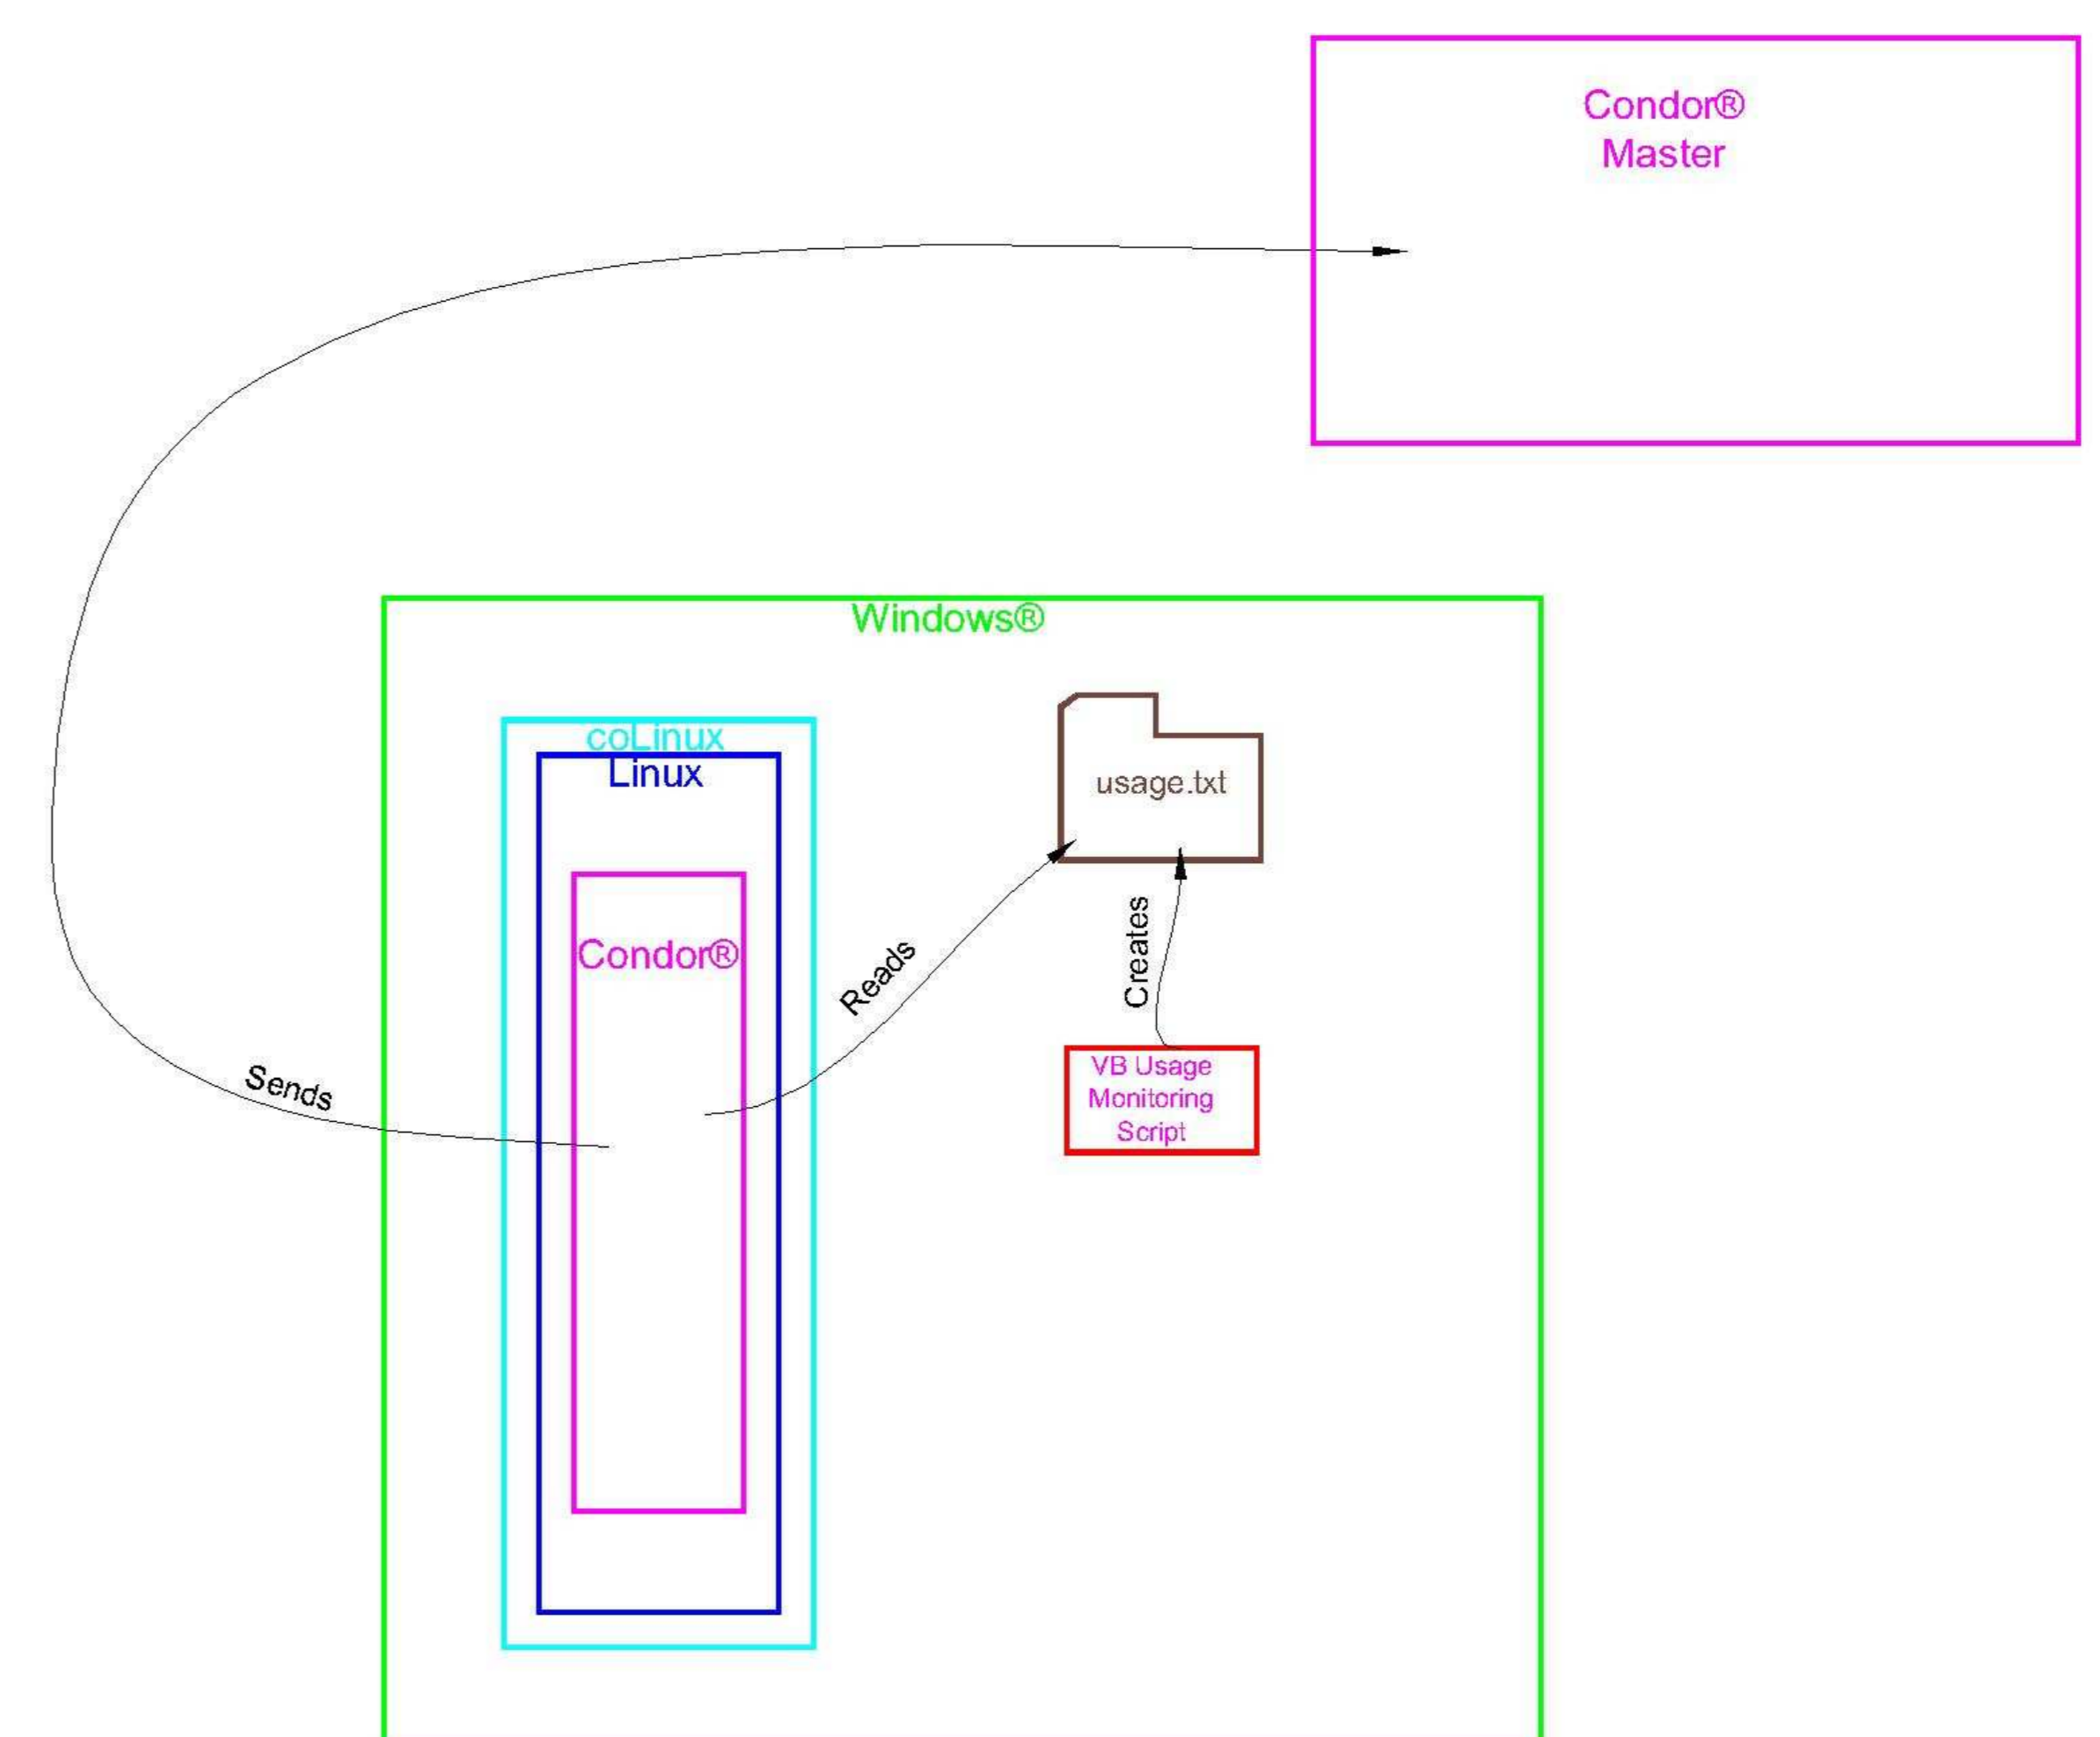 Condor®
Master
Windows®
coLinux
Linux
usage.txt
Condor®
Reads
Creates
Sends
VB Usage
Monitoring
Script